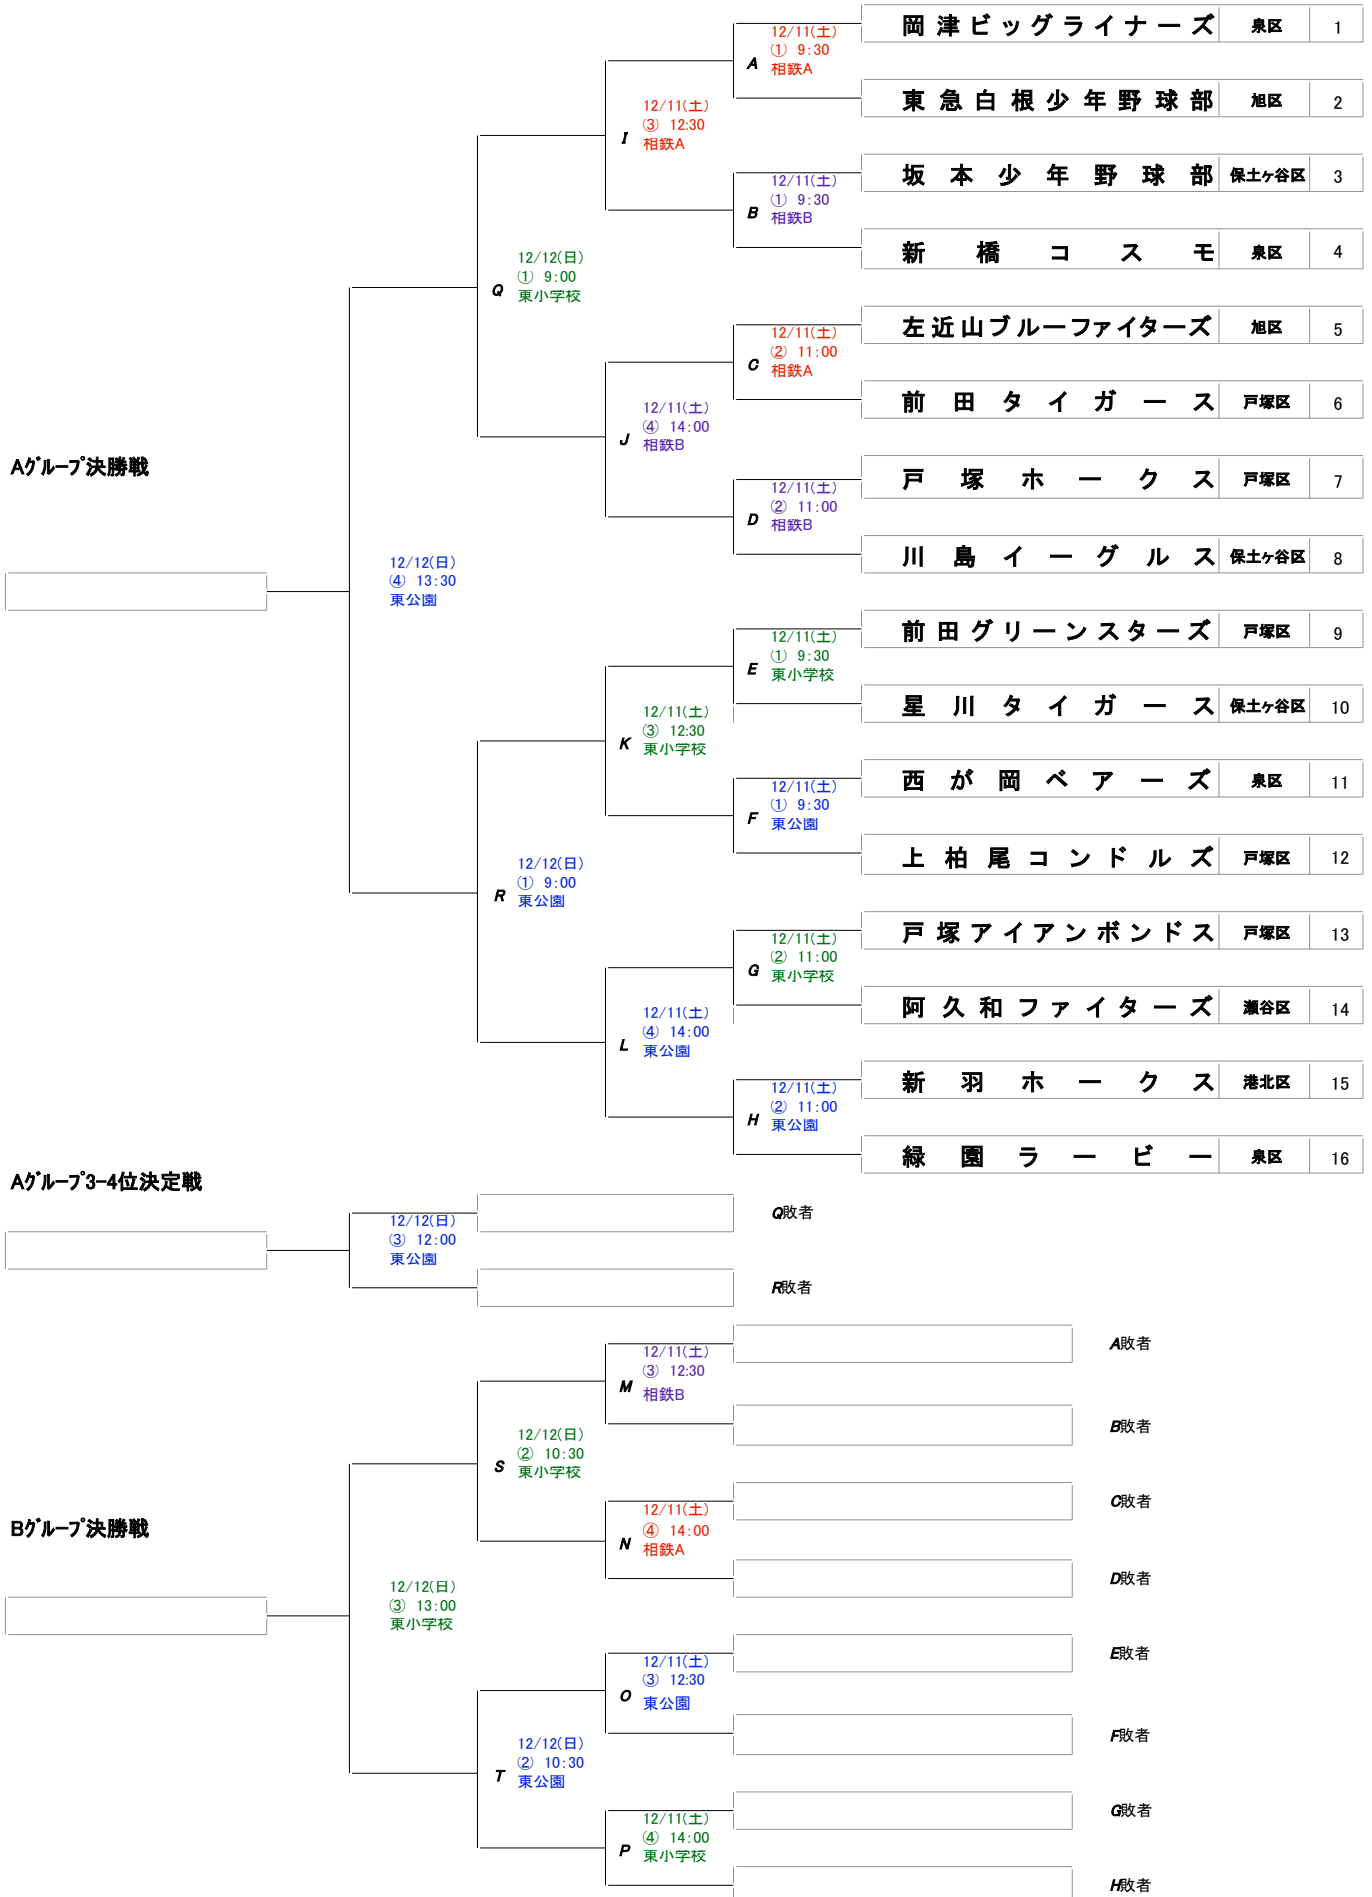 岡津ビッグライナーズ 泉区 1
12/11(土)
① 9:30
相鉄A
A
東急白根少年野球部 旭区 2
12/11(土)
③ 12:30
相鉄A
I
坂本少年野球部 保土ヶ谷区 3
12/11(土)
① 9:30
相鉄B
B
新橋コスモ 泉区 4
12/12(日)
① 9:00
東小学校
Q
左近山ブルーファイターズ 旭区 5
12/11(土)
② 11:00
相鉄A
C
前田タイガース 戸塚区 6
12/11(土)
④ 14:00
相鉄B
J
Aグループ決勝戦
戸塚ホークス 戸塚区 7
12/11(土)
② 11:00
相鉄B
D
川島イーグルス 保土ヶ谷区 8
12/12(日)
④ 13:30
東公園
前田グリーンスターズ 戸塚区 9
12/11(土)
① 9:30
東小学校
E
星川タイガース 保土ヶ谷区 10
12/11(土)
③ 12:30
東小学校
K
西が岡ベアーズ 泉区 11
12/11(土)
① 9:30
東公園
F
上柏尾コンドルズ 戸塚区 12
12/12(日)
① 9:00
東公園
R
戸塚アイアンボンドス 戸塚区 13
12/11(土)
② 11:00
東小学校
G
阿久和ファイターズ 瀬谷区 14
12/11(土)
④ 14:00
東公園
L
新羽ホークス 港北区 15
12/11(土)
② 11:00
東公園
H
緑園ラービー 泉区 16
Aグループ3-4位決定戦
Q敗者
12/12(日)
③ 12:00
東公園
R敗者
A敗者
12/11(土)
③ 12:30
相鉄B
M
B敗者
12/12(日)
② 10:30
東小学校
S
C敗者
12/11(土)
④ 14:00
相鉄A
N
Bグループ決勝戦
D敗者
12/12(日)
③ 13:00
東小学校
E敗者
12/11(土)
③ 12:30
東公園
O
F敗者
12/12(日)
② 10:30
東公園
T
G敗者
12/11(土)
④ 14:00
東小学校
P
H敗者